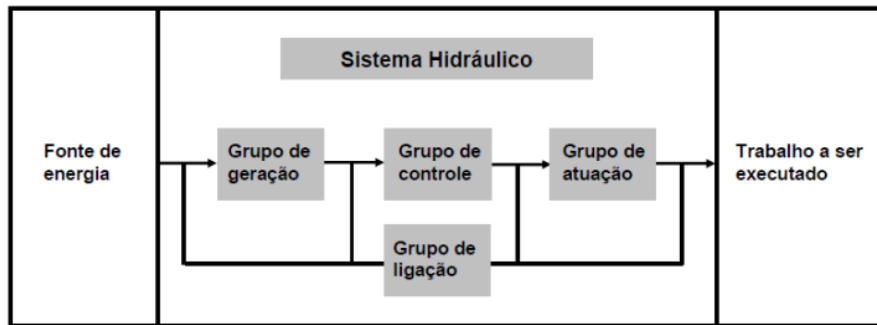 Sistema Hidráulico
Fonte de
energia
Grupo de
geração
Grupo de
controle
Grupo de
atuação
Trabalho a ser
executado
Grupo de
ligação